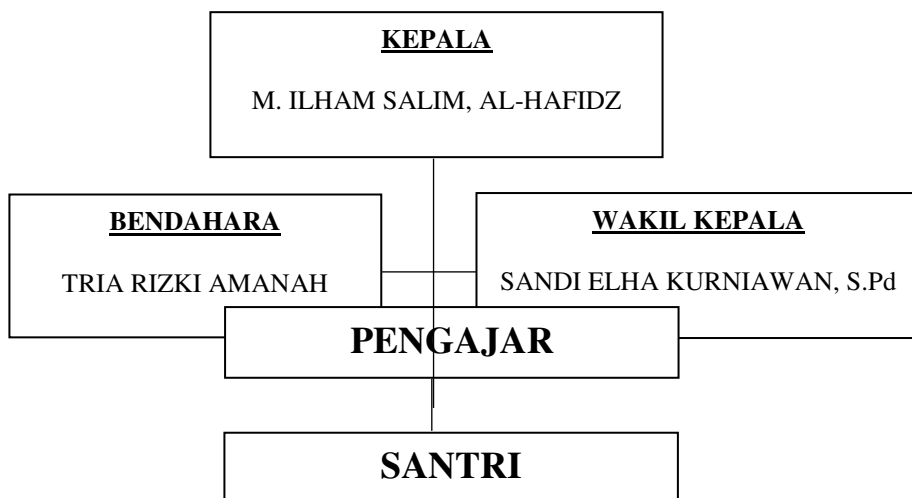 KEPALA
M. ILHAM SALIM, AL-HAFIDZ
BENDAHARA
TRIA RIZKI AMANAH
WAKIL KEPALA
SANDI ELHA KURNIAWAN, S.Pd
PENGAJAR
SANTRI